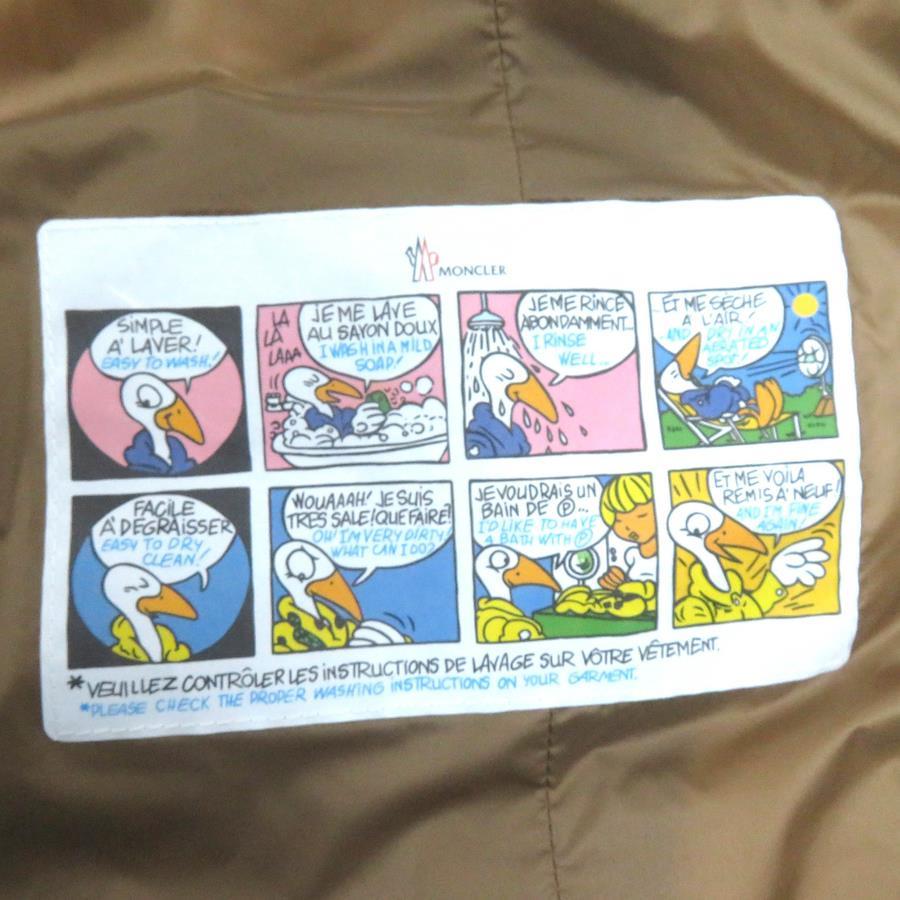 MONCLER
SIMPLE
A' LAVER!
EASY TO WASH!
LA
LA
LAAA
JE ME LAVE
AU SAVON DOUX
I WASH IN A MILD
SOAP!
JE ME RINCE
ABONDAMMENT...
I RINSE
WELL...
ET ME SECHE
A L'AIR!
AND I DRY IN AN
AERATED
SPOT!
FACILE
A' DEGRAISSER
EASY TO DRY
CLEAN!
WOUAAAH! JE SUIS
TRES SALE! QUE FAIRE!
OH! I'M VERY DIRTY!
WHAT CAN I DO?
JE VOUDRAIS UN
BAIN DE Ⓟ...
I'D LIKE TO HAVE
A BATH WITH Ⓟ
ET ME VOILA
REMIS A' NEUF!
AND I'M FINE
AGAIN!
*VEUILLEZ CONTRÔLER LES INSTRUCTIONS DE LAVAGE SUR VÔTRE VÊTEMENT.
*PLEASE CHECK THE PROPER WASHING INSTRUCTIONS ON YOUR GARMENT.